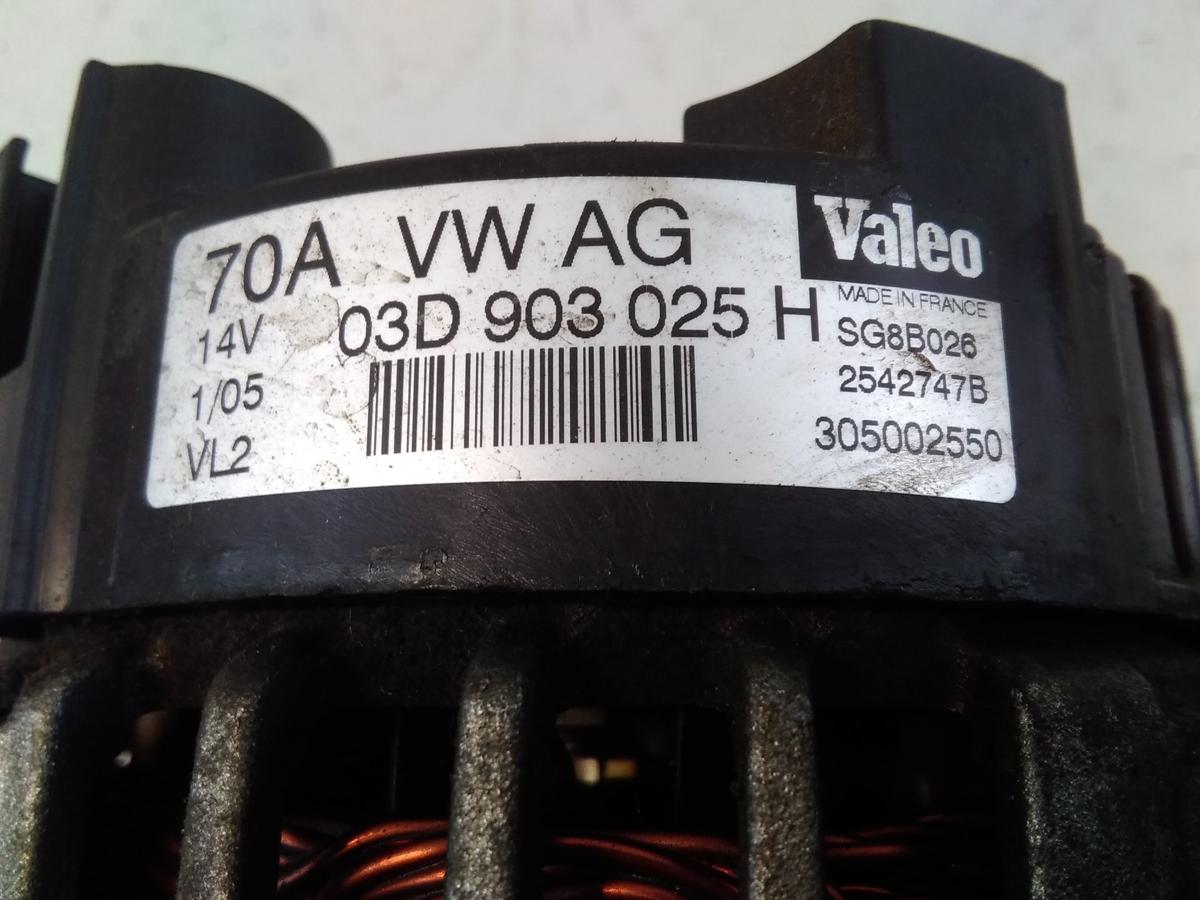 70A VW AG
03D 903 025 H
14V
1/05
VL2
Valeo
MADE IN FRANCE
SG8B026
2542747B
305002550